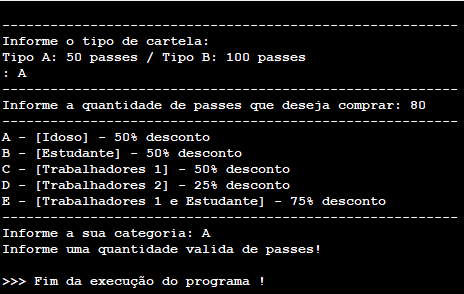 ---------------------------------------------------------
Informe o tipo de cartela:
Tipo A: 50 passes / Tipo B: 100 passes
: A
---------------------------------------------------------
Informe a quantidade de passes que deseja comprar: 80
---------------------------------------------------------
A - [Idoso] - 50% desconto
B - [Estudante] - 50% desconto
C - [Trabalhadores 1] - 50% desconto
D - [Trabalhadores 2] - 25% desconto
E - [Trabalhadores 1 e Estudante] - 75% desconto
---------------------------------------------------------
Informe a sua categoria: A
Informe uma quantidade valida de passes!
>>> Fim da execução do programa !